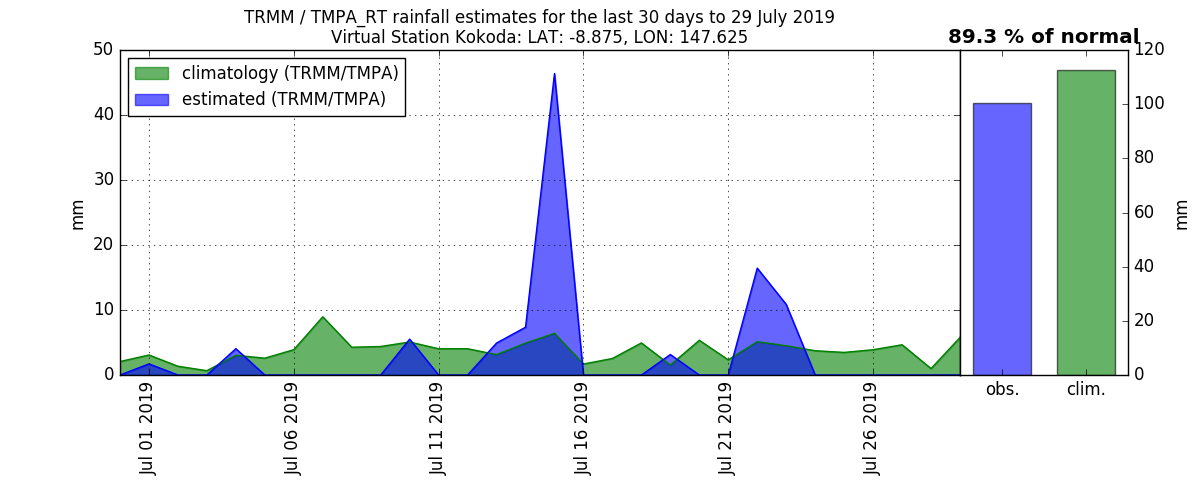 TRMM / TMPA_RT rainfall estimates for the last 30 days to 29 July 2019
Virtual Station Kokoda: LAT: -8.875, LON: 147.625
89.3 % of normal
climatology (TRMM/TMPA)
estimated (TRMM/TMPA)
50
40
30
20
10
0
mm
Jul 01 2019
Jul 06 2019
Jul 11 2019
Jul 16 2019
Jul 21 2019
Jul 26 2019
120
100
80
60
40
20
0
mm
obs.
clim.